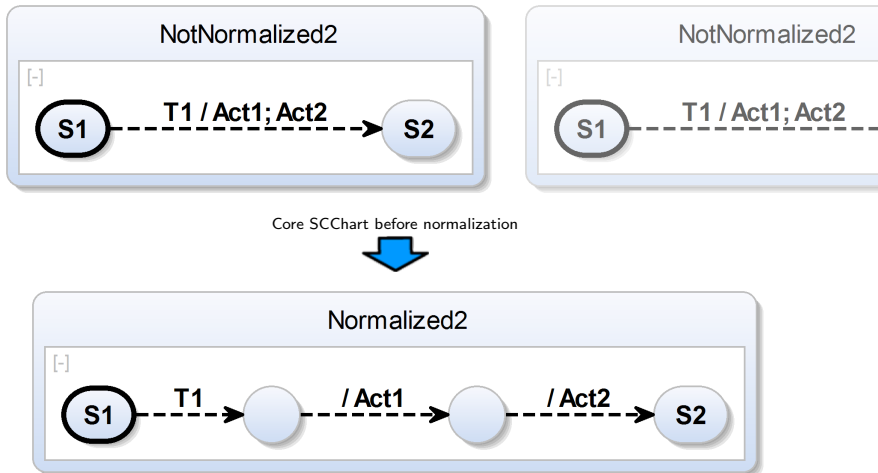 NotNormalized2
[-]
T1 / Act1; Act2
S1
S2
NotNormalized2
[-]
T1 / Act1; Act2
S1
Core SCChart before normalization
Normalized2
[-]
T1
/ Act1
/ Act2
S1
S2